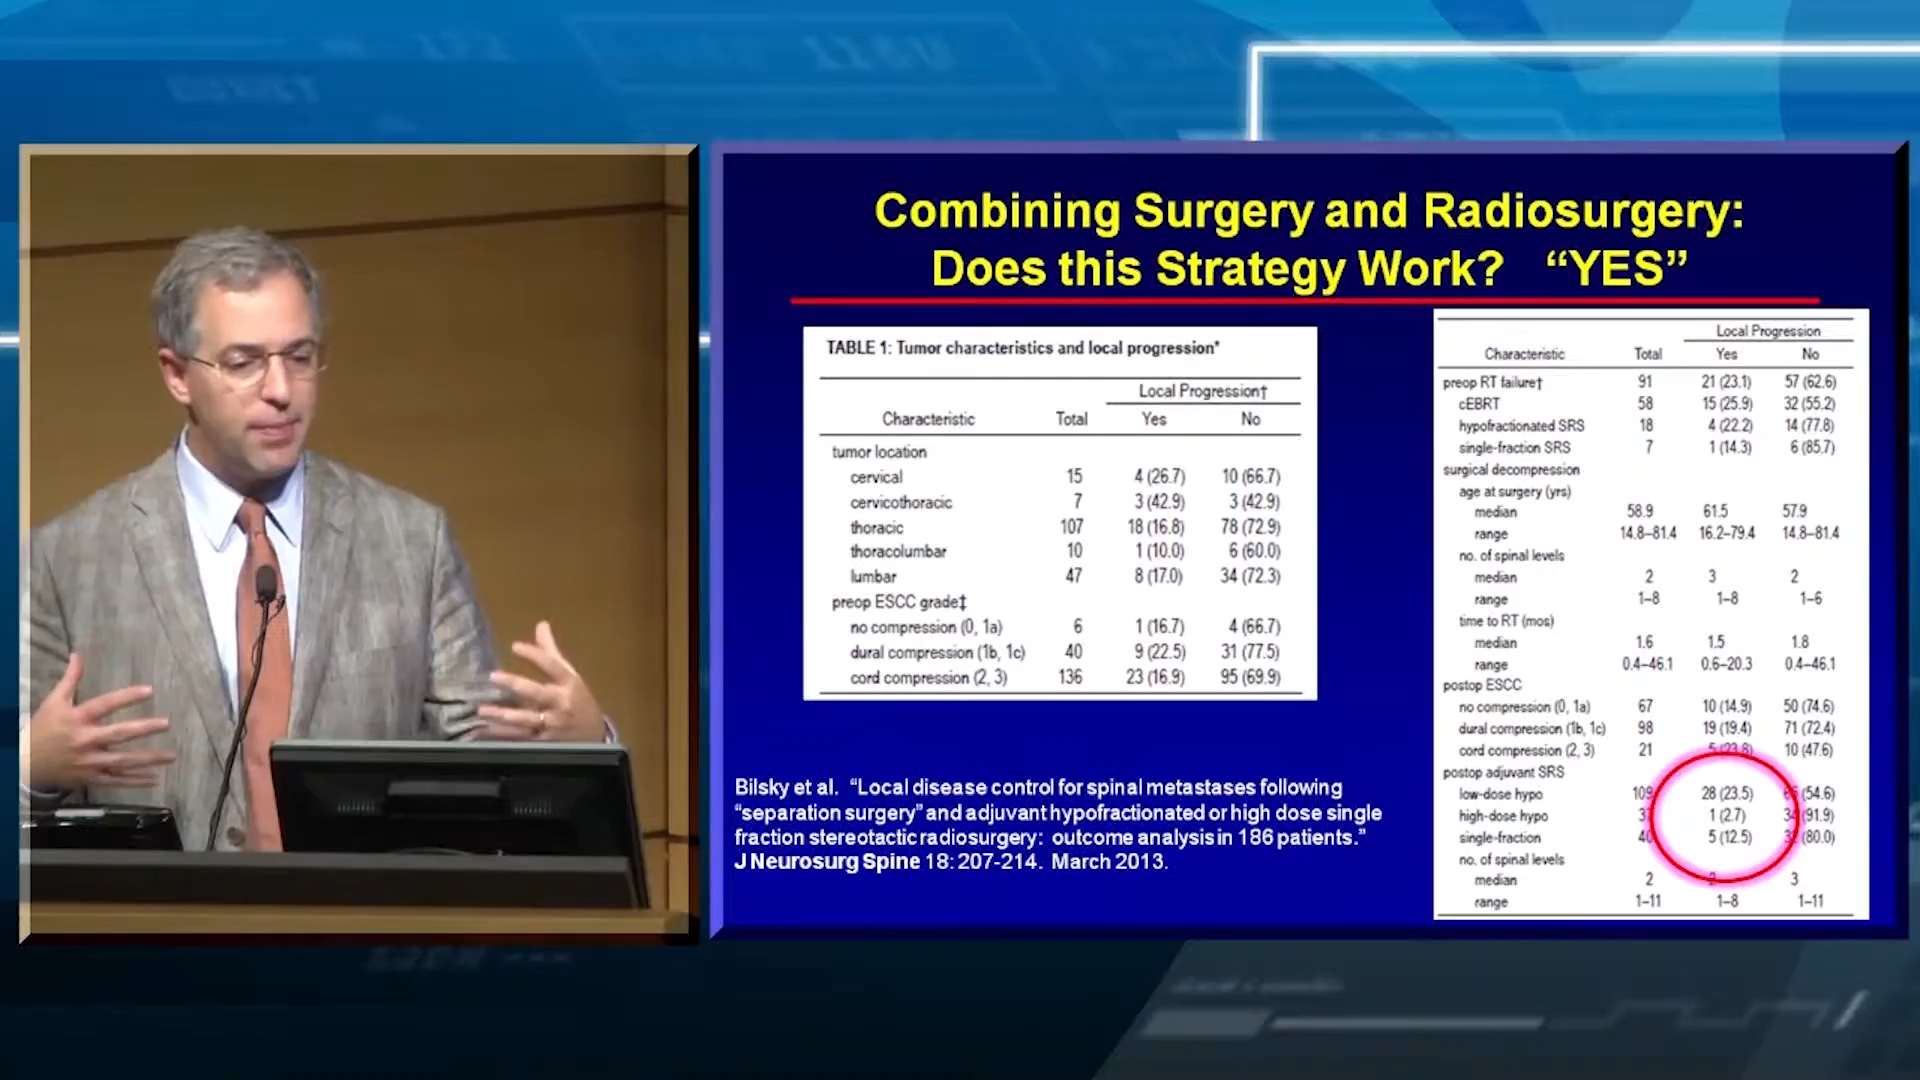 Combining Surgery and Radiosurgery:
Does this Strategy Work? “YES”
TABLE 1: Tumor characteristics and local progression*
Local Progression†
Characteristic Total Yes No
tumor location
cervical 15 4 (26.7) 10 (66.7)
cervicothoracic 7 3 (42.9) 3 (42.9)
thoracic 107 18 (16.8) 78 (72.9)
thoracolumbar 10 1 (10.0) 6 (60.0)
lumbar 47 8 (17.0) 34 (72.3)
preop ESCC grade‡
no compression (0, 1a) 6 1 (16.7) 4 (66.7)
dural compression (1b, 1c) 40 9 (22.5) 31 (77.5)
cord compression (2, 3) 136 23 (16.9) 95 (69.9)
Bilsky et al. “Local disease control for spinal metastases following
“separation surgery” and adjuvant hypofractionated or high dose single
fraction stereotactic radiosurgery: outcome analysis in 186 patients.”
J Neurosurg Spine 18: 207-214. March 2013.
Local Progression
Characteristic Total Yes No
preop RT failure† 91 21 (23.1) 57 (62.6)
cEBRT 58 15 (25.9) 32 (55.2)
hypofractionated SRS 18 4 (22.2) 14 (77.8)
single-fraction SRS 7 1 (14.3) 6 (85.7)
surgical decompression
age at surgery (yrs)
median 58.9 61.5 57.9
range 14.8–81.4 16.2–79.4 14.8–81.4
no. of spinal levels
median 2 3 2
range 1–8 1–8 1–6
time to RT (mos)
median 1.6 1.5 1.8
range 0.4–46.1 0.6–20.3 0.4–46.1
postop ESCC
no compression (0, 1a) 67 10 (14.9) 50 (74.6)
dural compression (1b, 1c) 98 19 (19.4) 71 (72.4)
cord compression (2, 3) 21 5 (23.8) 10 (47.6)
postop adjuvant SRS
low-dose hypo 109 28 (23.5) (54.6)
high-dose hypo 1 (2.7) 34 (91.9)
single-fraction 40 5 (12.5) (80.0)
no. of spinal levels
median 2 3
range 1–11 1–8 1–11